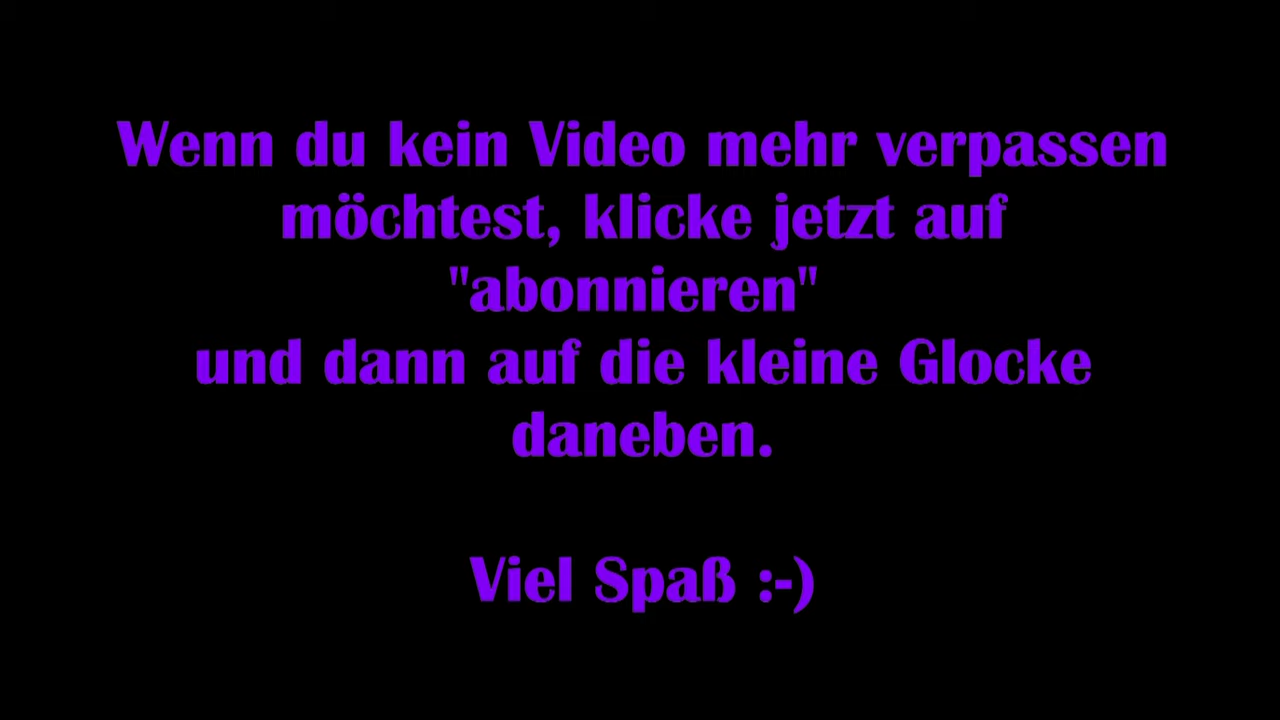 Wenn du kein Video mehr verpassen
möchtest, klicke jetzt auf
"abonnieren"
und dann auf die kleine Glocke
daneben.
Viel Spaß :-)